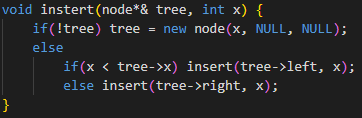 void instert(node*& tree, int x) {
    if(!tree) tree = new node(x, NULL, NULL);
    else
        if(x < tree->x) insert(tree->left, x);
        else insert(tree->right, x);
}